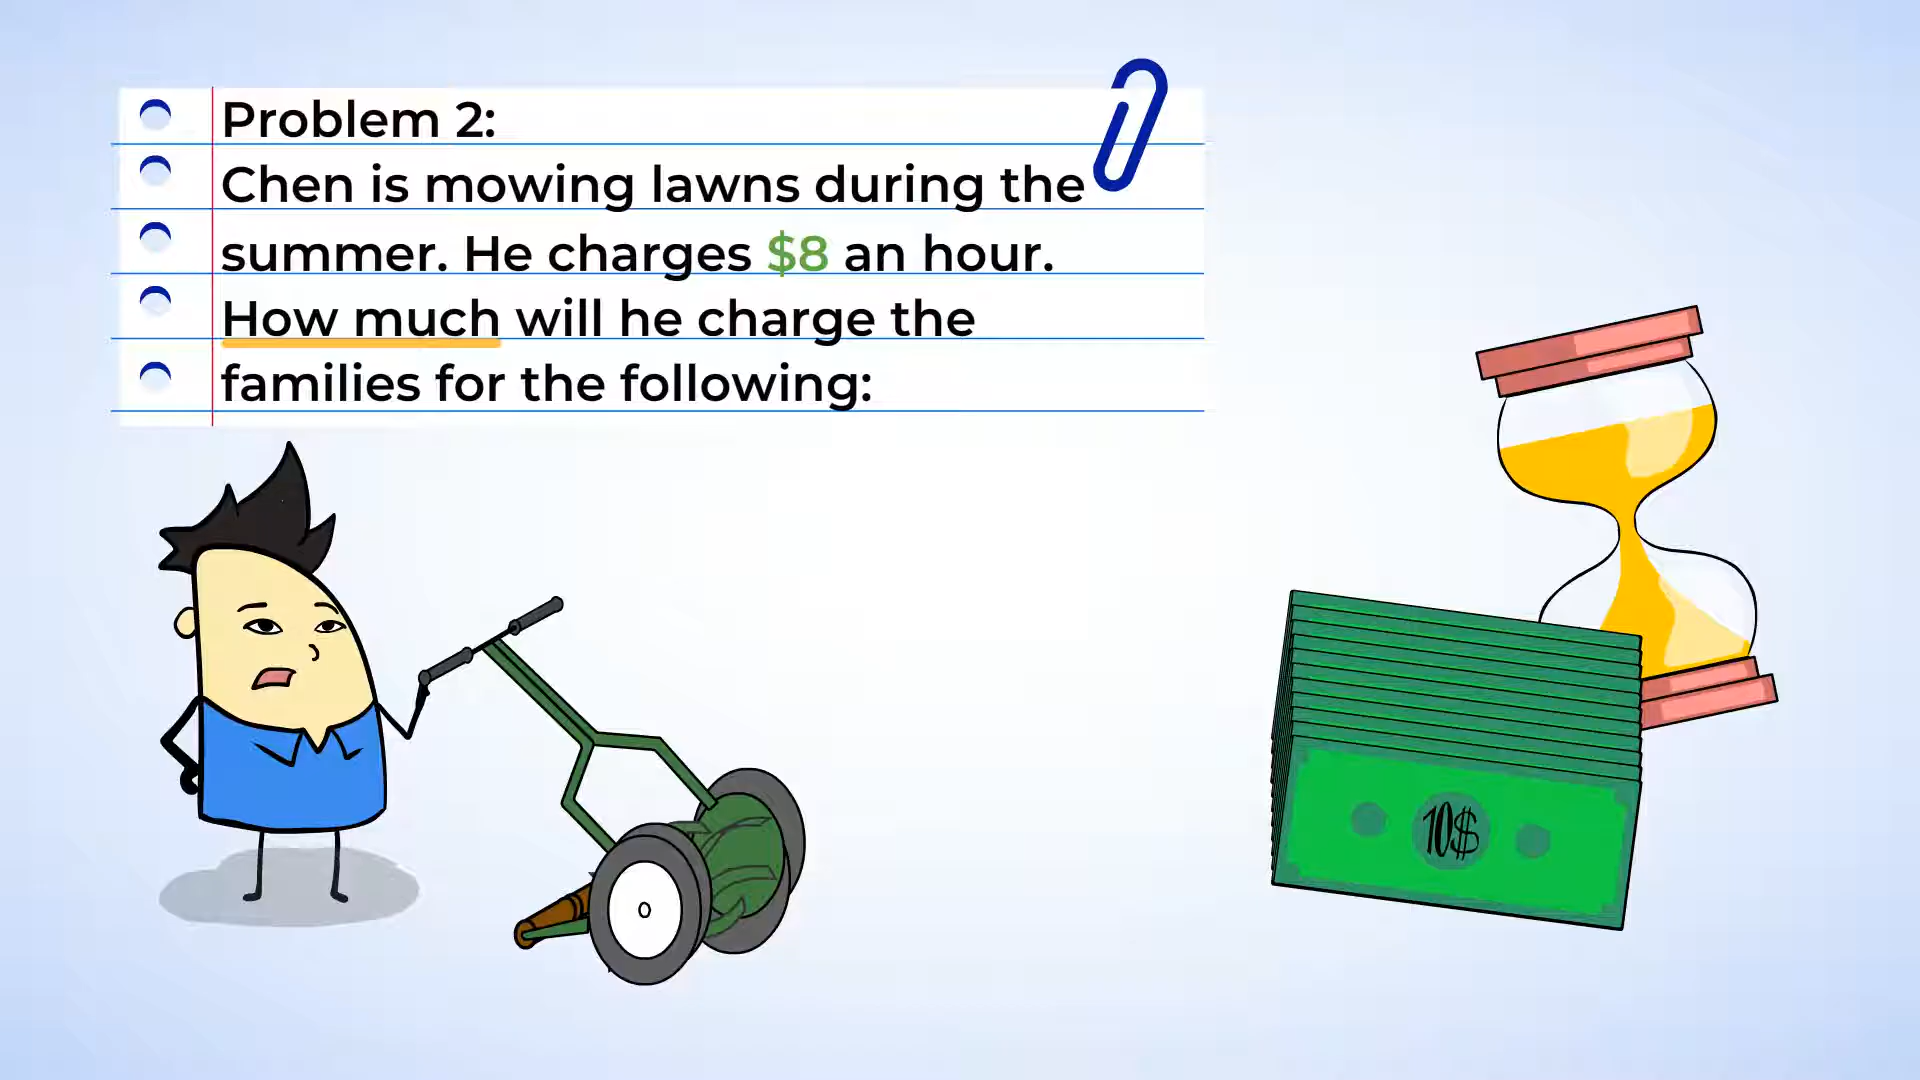 Problem 2:
Chen is mowing lawns during the
summer. He charges $8 an hour.
How much will he charge the
families for the following:
10$